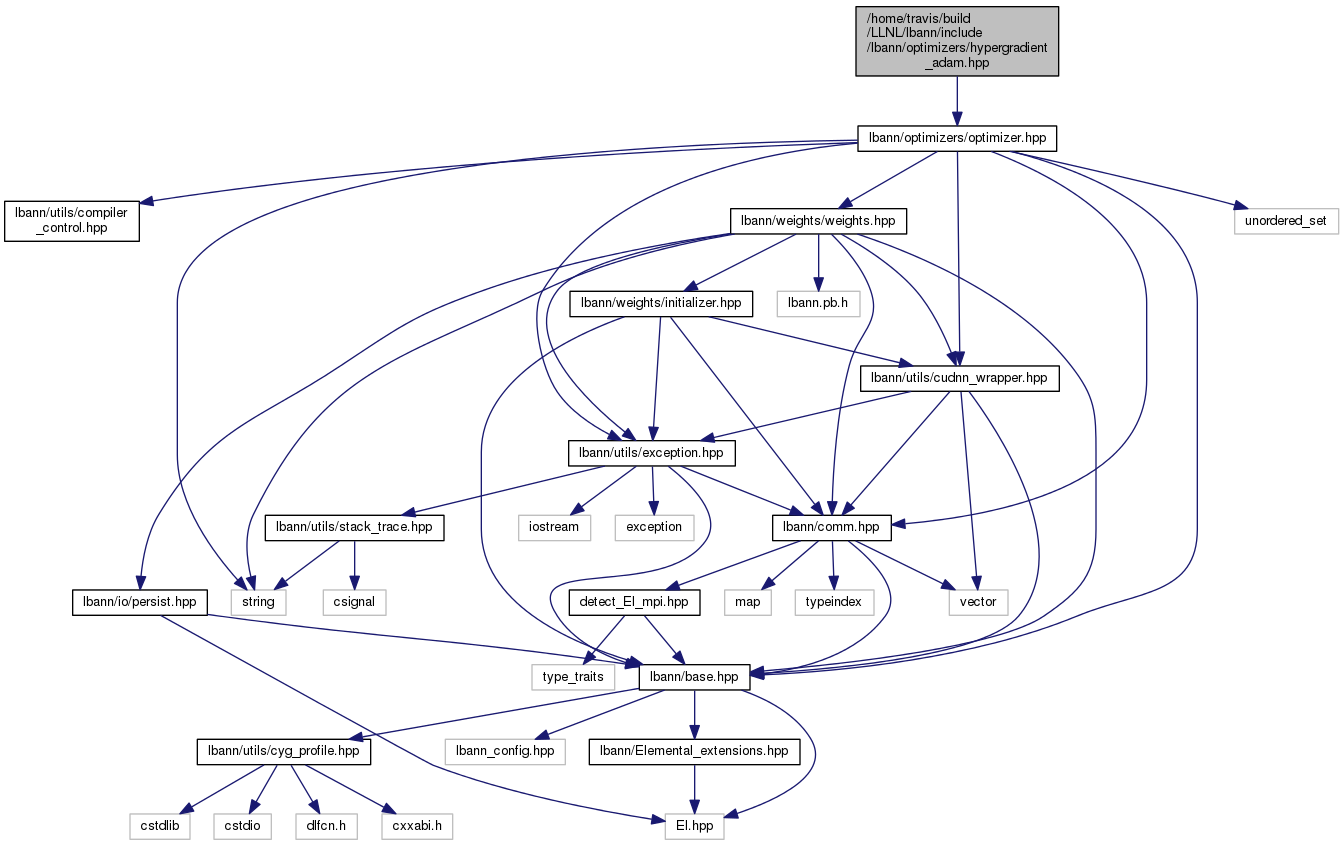 /home/travis/build
/LLNL/lbann/include
/lbann/optimizers/hypergradient
_adam.hpp
lbann/optimizers/optimizer.hpp
lbann/utils/compiler
_control.hpp
lbann/weights/weights.hpp
unordered_set
lbann/weights/initializer.hpp
lbann.pb.h
lbann/utils/cudnn_wrapper.hpp
lbann/utils/exception.hpp
lbann/utils/stack_trace.hpp
iostream
exception
lbann/comm.hpp
lbann/io/persist.hpp
string
csignal
detect_El_mpi.hpp
map
typeindex
vector
type_traits
lbann/base.hpp
lbann/utils/cyg_profile.hpp
lbann_config.hpp
lbann/Elemental_extensions.hpp
cstdlib
cstdio
dlfcn.h
cxxabi.h
El.hpp